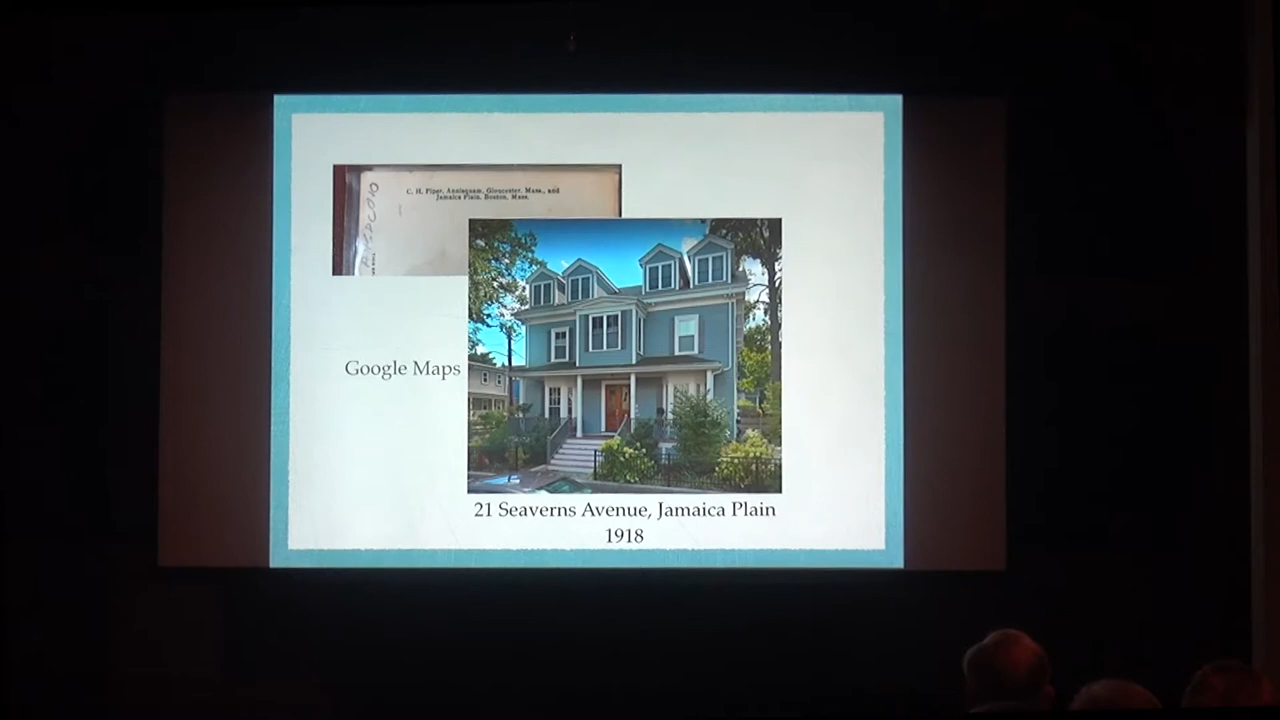 C. H. Piper, Annisquam, Gloucester, Mass., and
Jamaica Plain, Boston, Mass.
Google Maps
21 Seaverns Avenue, Jamaica Plain
1918